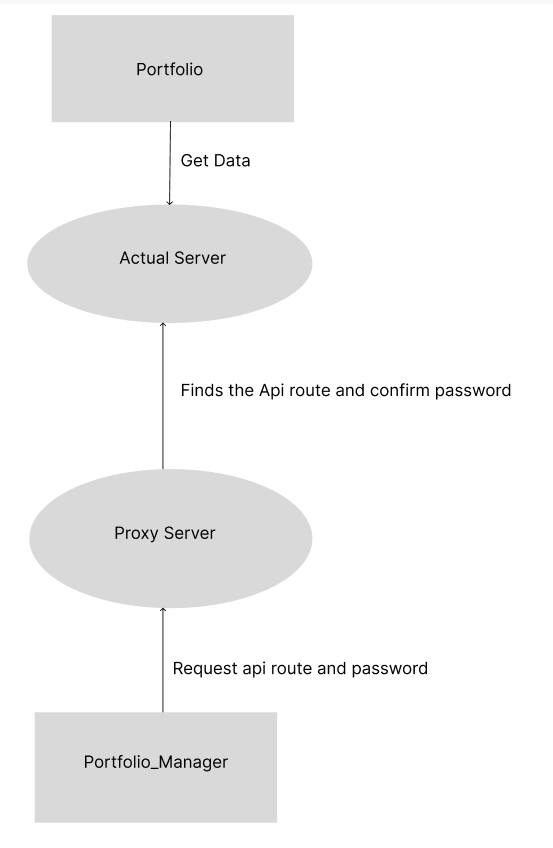 Portfolio
Get Data
Actual Server
Finds the Api route and confirm password
Proxy Server
Request api route and password
Portfolio_Manager